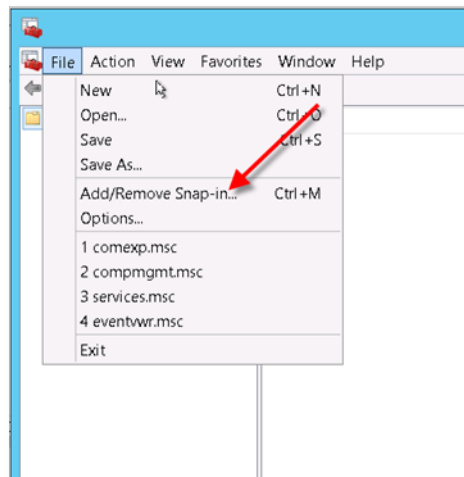 File Action View Favorites Window Help
New Ctrl+N
Open... Ctrl+O
Save Ctrl+S
Save As...
Add/Remove Snap-in... Ctrl+M
Options...
1 comexp.msc
2 compmgmt.msc
3 services.msc
4 eventvwr.msc
Exit